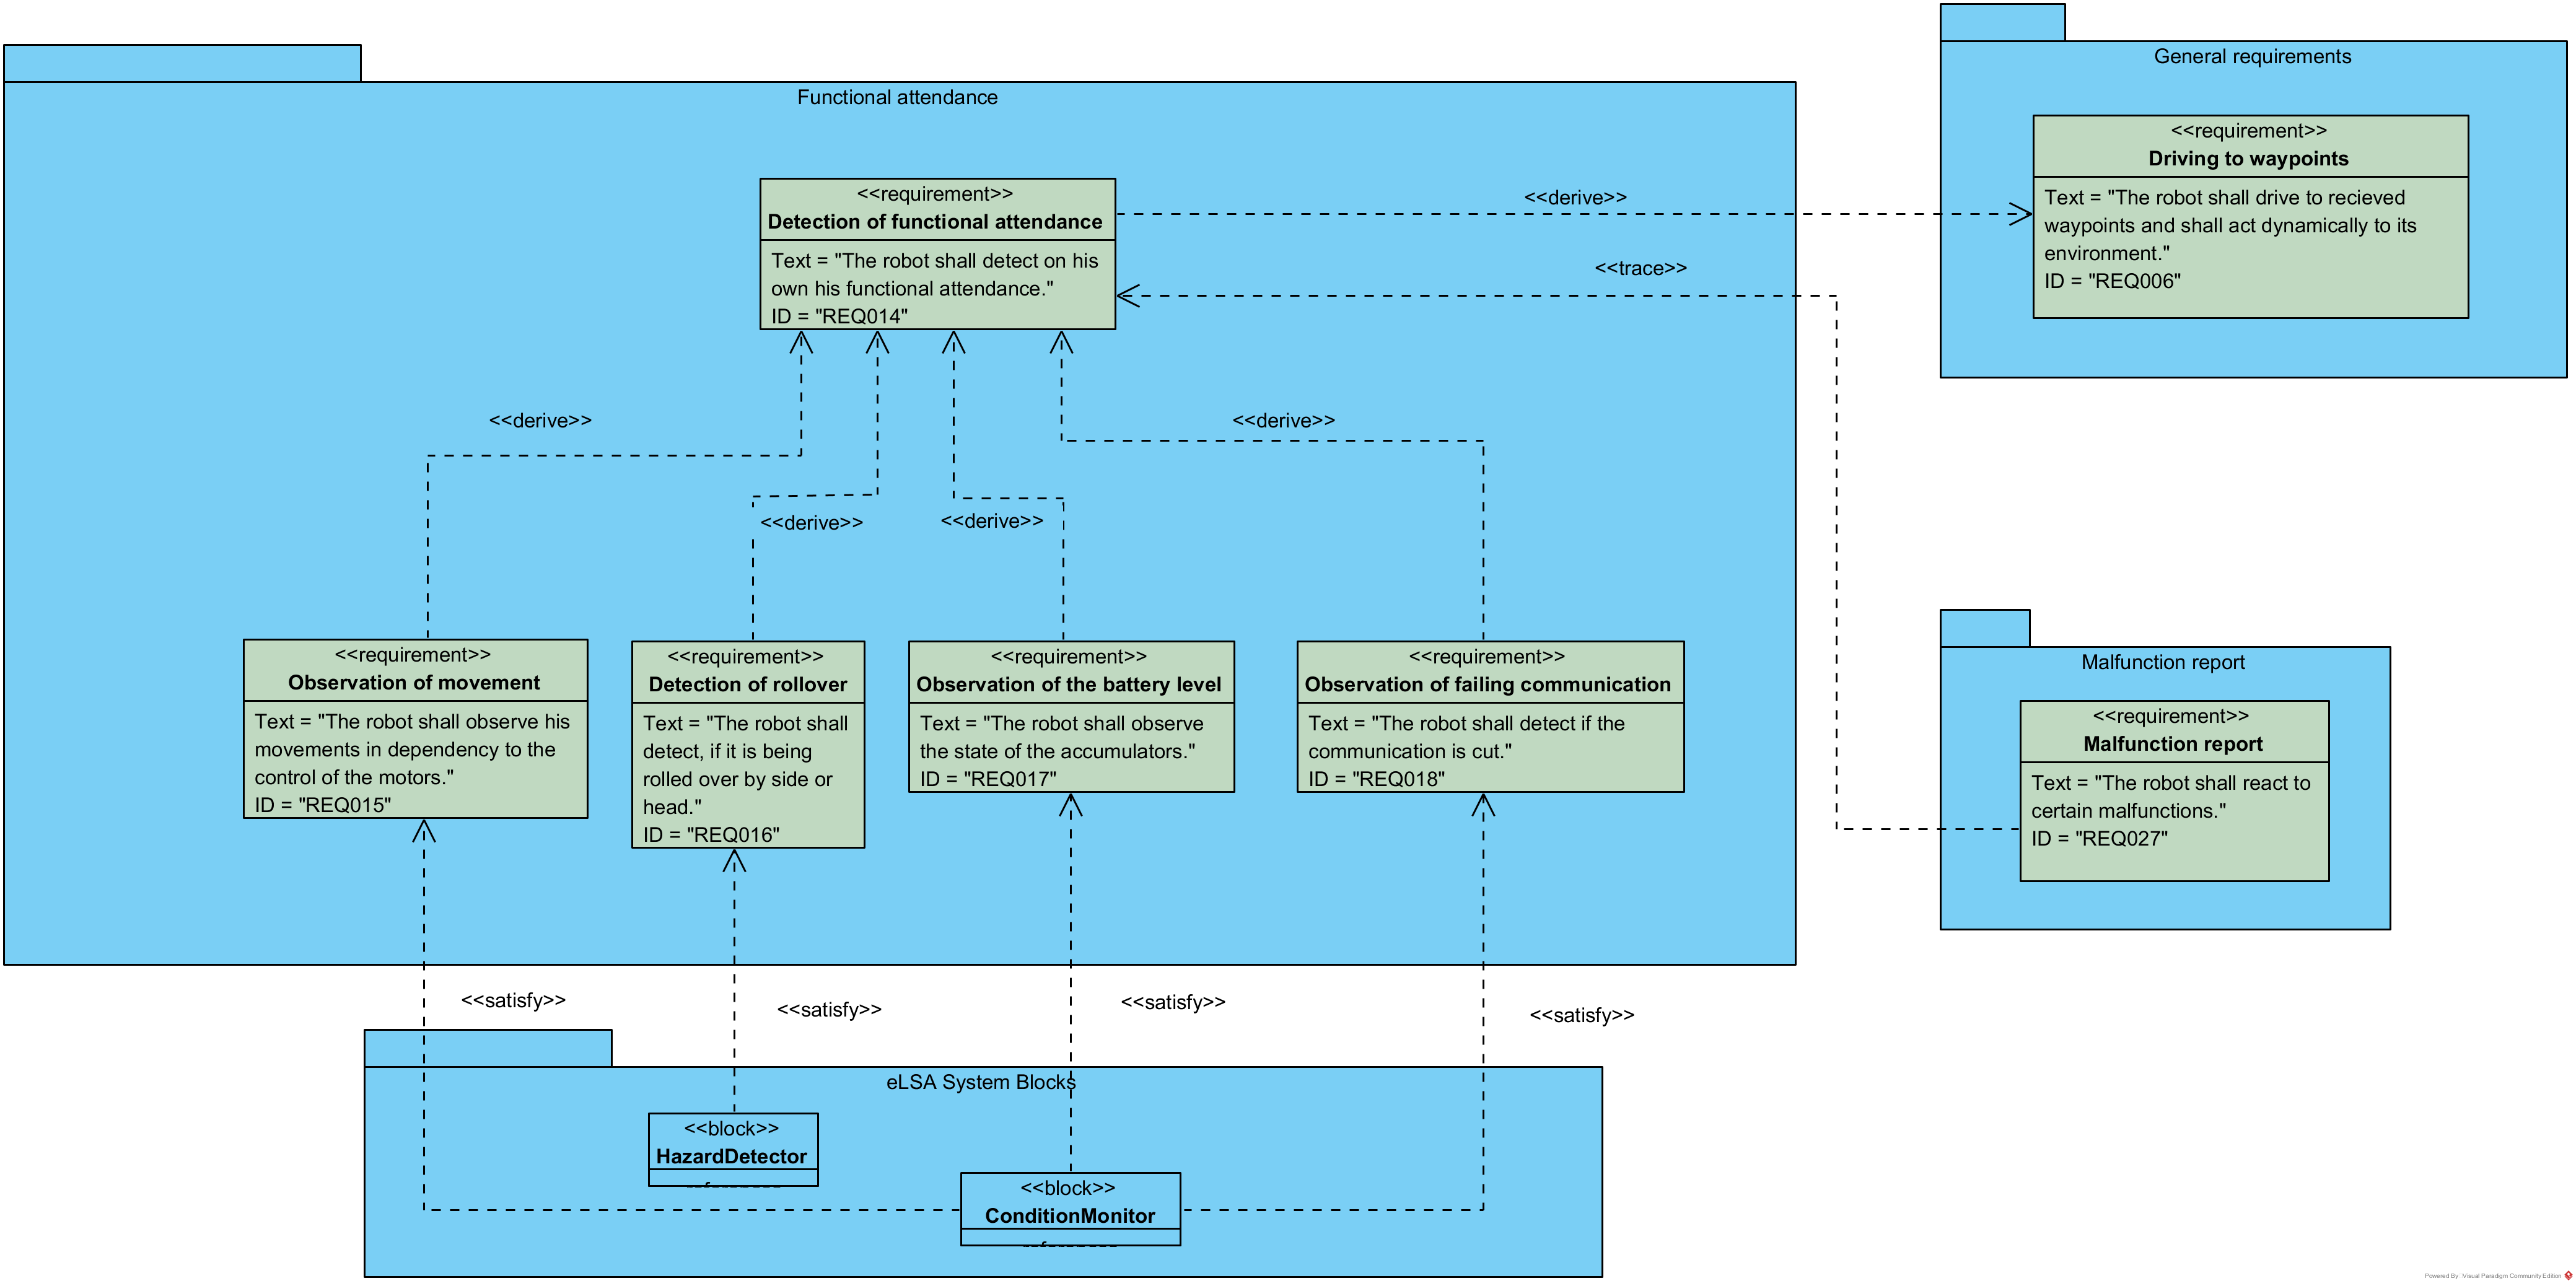 Functional attendance
<<requirement>>
Detection of functional attendance
Text = "The robot shall detect on his
own his functional attendance."
ID = "REQ014"
<<derive>>
<<trace>>
General requirements
<<requirement>>
Driving to waypoints
Text = "The robot shall drive to recieved
waypoints and shall act dynamically to its
environment."
ID = "REQ006"
<<derive>>
<<derive>>
<<derive>>
<<derive>>
<<requirement>>
Observation of movement
Text = "The robot shall observe his
movements in dependency to the
control of the motors."
ID = "REQ015"
<<requirement>>
Detection of rollover
Text = "The robot shall
detect, if it is being
rolled over by side or
head."
ID = "REQ016"
<<requirement>>
Observation of the battery level
Text = "The robot shall observe
the state of the accumulators."
ID = "REQ017"
<<requirement>>
Observation of failing communication
Text = "The robot shall detect if the
communication is cut."
ID = "REQ018"
Malfunction report
<<requirement>>
Malfunction report
Text = "The robot shall react to
certain malfunctions."
ID = "REQ027"
<<satisfy>>
<<satisfy>>
<<satisfy>>
<<satisfy>>
eLSA System Blocks
<<block>>
HazardDetector
<<block>>
ConditionMonitor
Powered By Visual Paradigm Community Edition